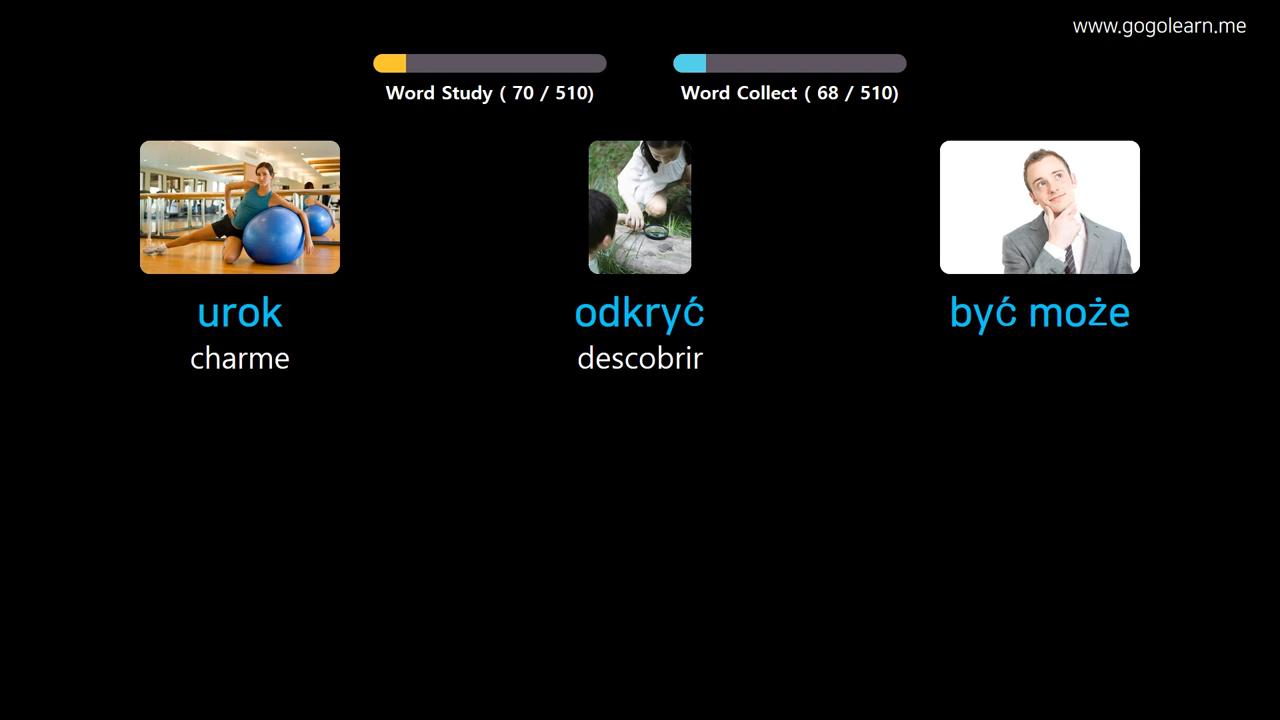 www.gogolearn.me
Word Study ( 70 / 510)
Word Collect ( 68 / 510)
urok
charme
odkryć
descobrir
być może